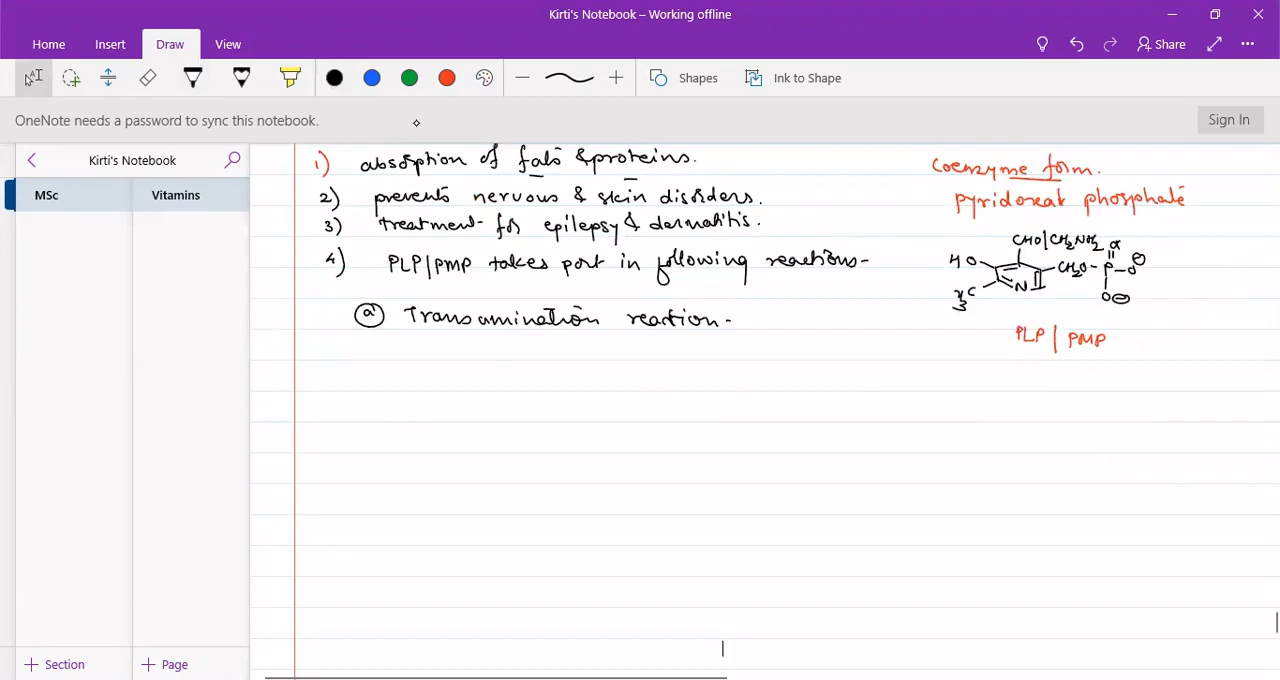 Kirti's Notebook – Working offline
Home Insert Draw View
Share
Shapes Ink to Shape
OneNote needs a password to sync this notebook.
Sign In
Kirti's Notebook
MSc
Vitamins
1) absorption of fats & proteins.
2) prevents nervous & skin disorders.
3) treatment for epilepsy & dermatitis.
4) PLP/PMP takes part in following reactions-
(a) Transamination reaction-
Coenzyme form.
pyridoxal phosphate
CHO/CH2NH2
HO
CH2O-P-O⊖
O
H3C
N
O⊖
PLP | PMP
+ Section
+ Page